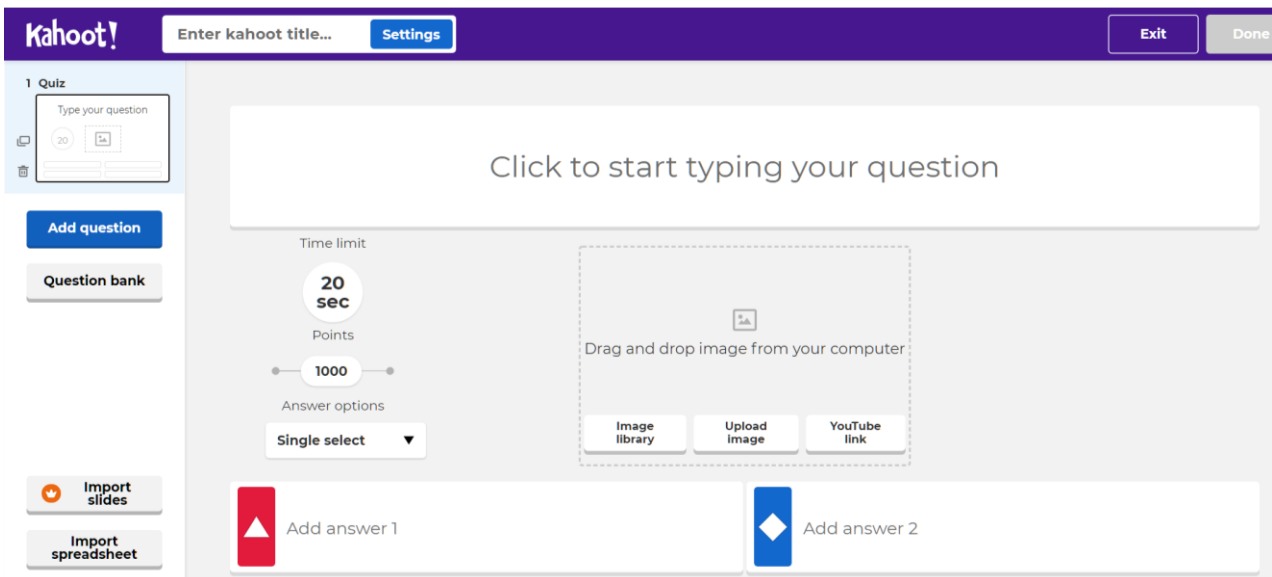 Kahoot!
Enter kahoot title...
Settings
Exit
Done
1 Quiz
Type your question
20
Add question
Question bank
Import
slides
Import
spreadsheet
Click to start typing your question
Time limit
20
sec
Points
1000
Answer options
Single select
Drag and drop image from your computer
Image
library
Upload
image
YouTube
link
Add answer 1
Add answer 2